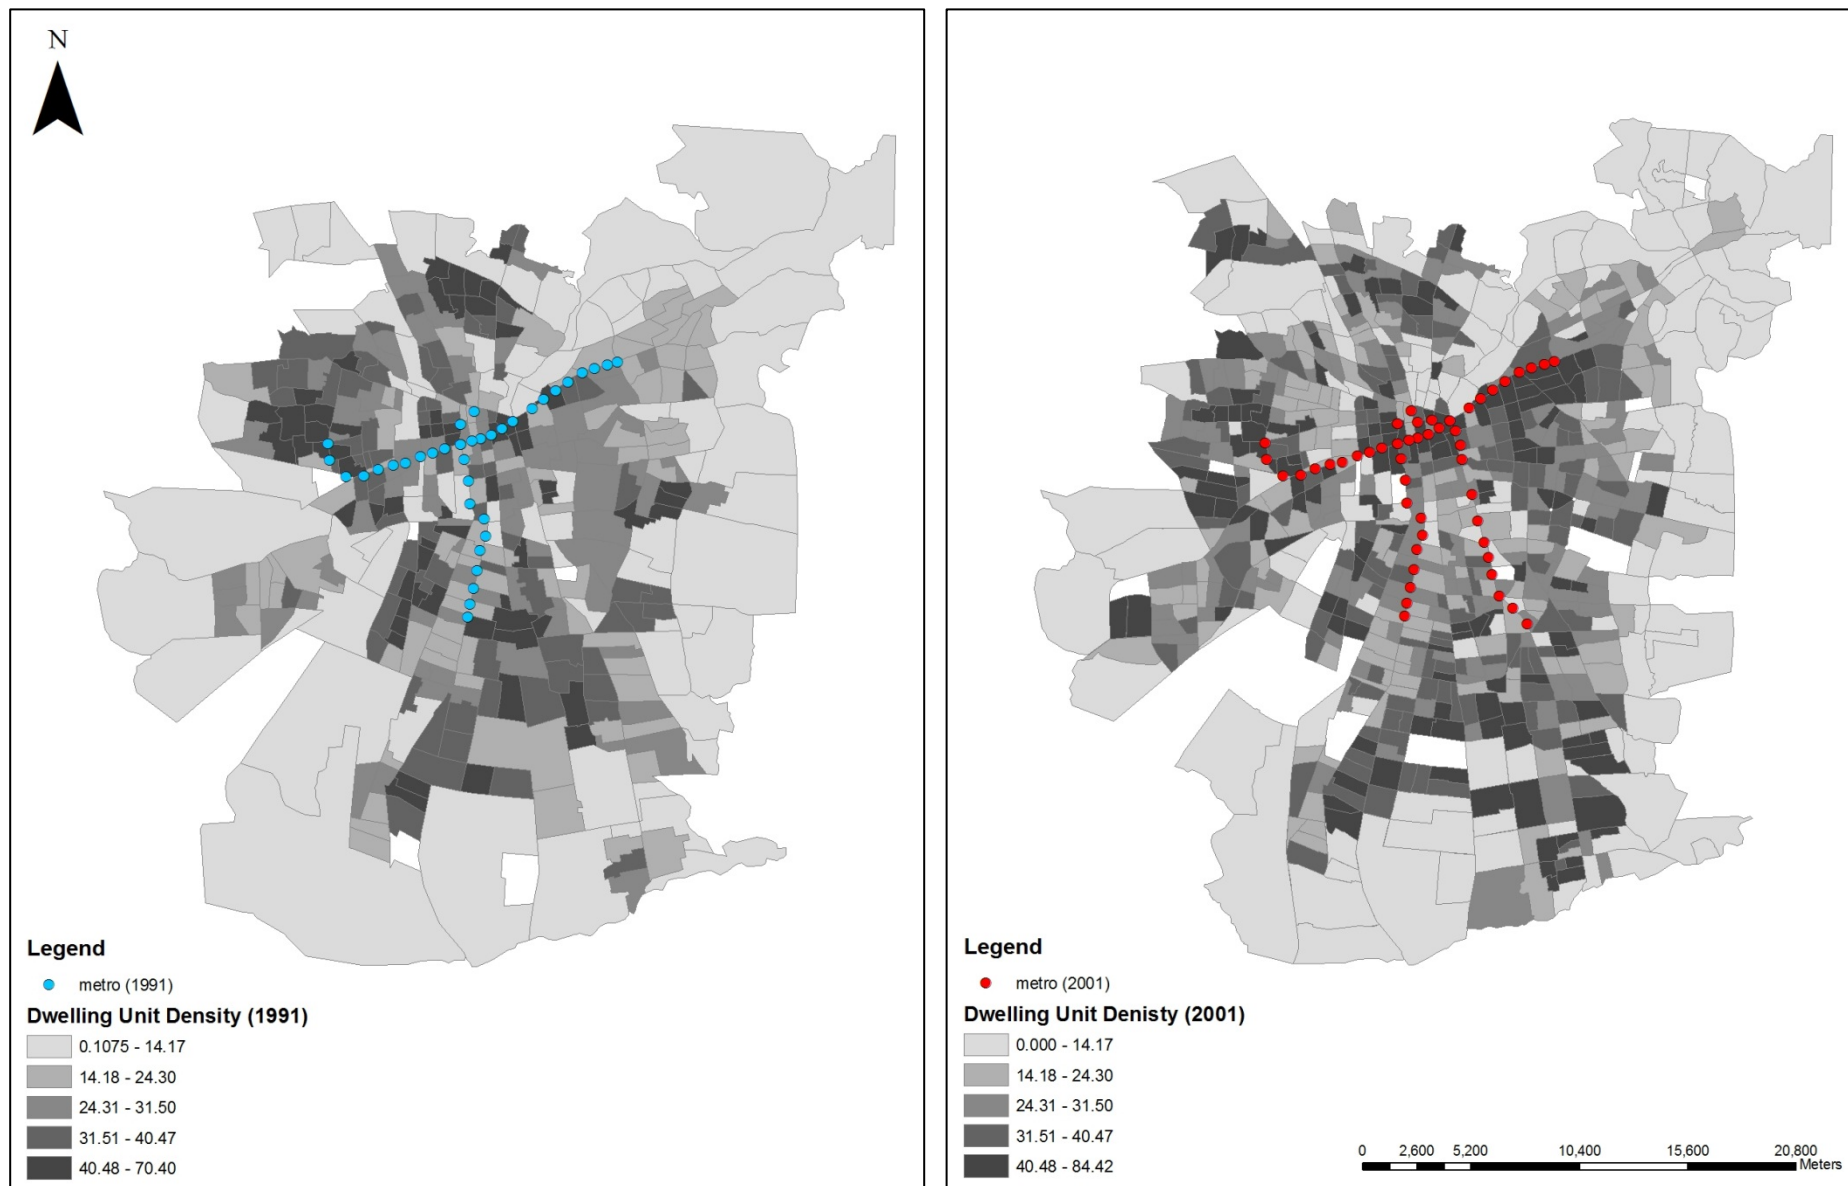 N
Legend
metro (1991)
Dwelling Unit Density (1991)
0.1075 - 14.17
14.18 - 24.30
24.31 - 31.50
31.51 - 40.47
40.48 - 70.40
Legend
metro (2001)
Dwelling Unit Denisty (2001)
0.000 - 14.17
14.18 - 24.30
24.31 - 31.50
31.51 - 40.47
40.48 - 84.42
0 2,600 5,200 10,400 15,600 20,800
Meters